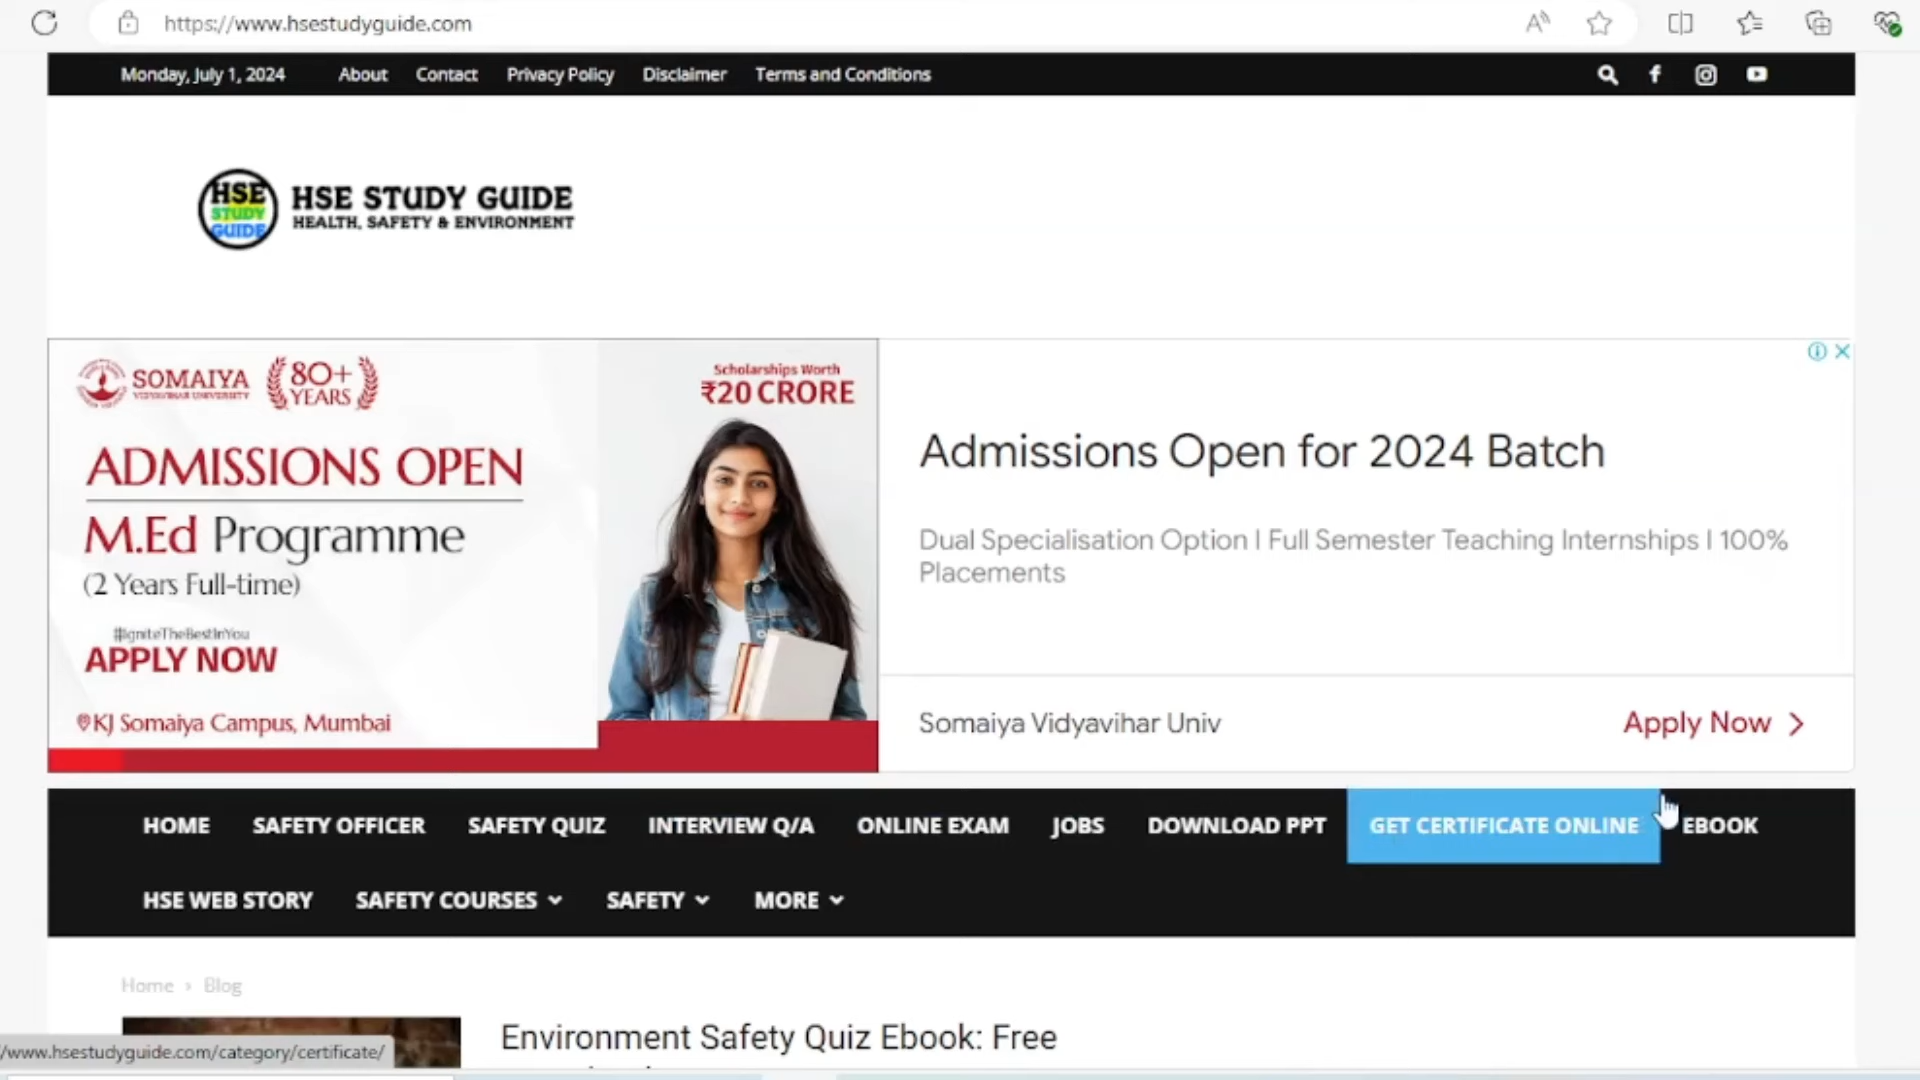 https://www.hsestudyguide.com
Monday, July 1, 2024 About Contact Privacy Policy Disclaimer Terms and Conditions
HSE STUDY GUIDE
HSE STUDY GUIDE
HEALTH, SAFETY & ENVIRONMENT
SOMAIYA
VIDYAVIHAR UNIVERSITY
80+
YEARS
Scholarships Worth
₹20 CRORE
ADMISSIONS OPEN
M.Ed Programme
(2 Years Full-time)
#IgniteTheBestInYou
APPLY NOW
KJ Somaiya Campus, Mumbai
Admissions Open for 2024 Batch
Dual Specialisation Option | Full Semester Teaching Internships | 100%
Placements
Somaiya Vidyavihar Univ
Apply Now
HOME SAFETY OFFICER SAFETY QUIZ INTERVIEW Q/A ONLINE EXAM JOBS DOWNLOAD PPT GET CERTIFICATE ONLINE EBOOK
HSE WEB STORY SAFETY COURSES SAFETY MORE
Home › Blog
Environment Safety Quiz Ebook: Free
/www.hsestudyguide.com/category/certificate/